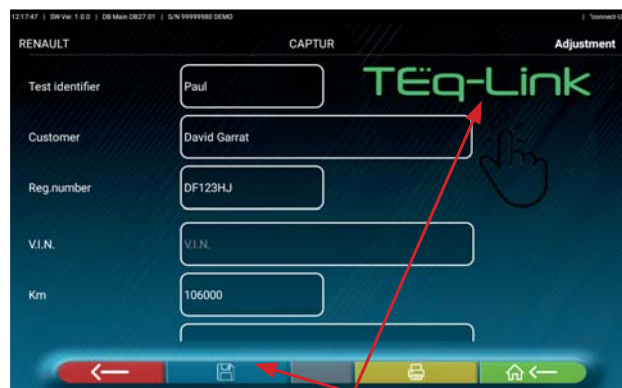 12:17:47 | SW Ver: 1.0.0 | DB Main DB27.01 | S/N 99999980 DEMO | "connect-U
RENAULT CAPTUR Adjustment
TEq-Link
Test identifier Paul
Customer David Garrat
Reg.number DF123HJ
V.I.N. V.I.N.
Km 106000